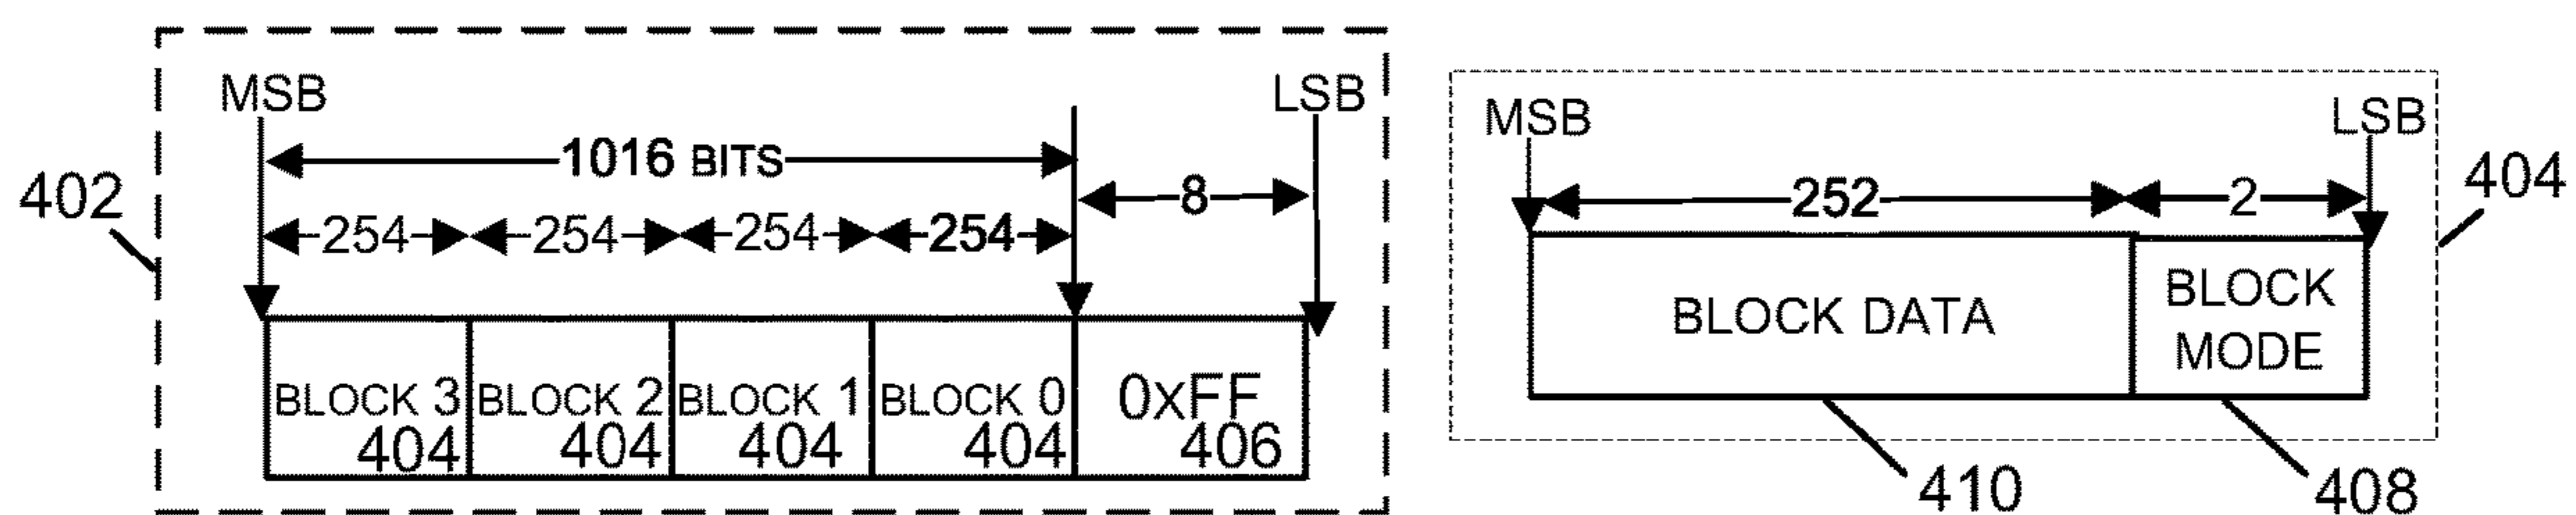 MSB
LSB
1016 BITS
8
402
254 254 254 254
BLOCK 3 BLOCK 2 BLOCK 1 BLOCK 0 0xFF
404 404 404 404 406
MSB
LSB
252 2
404
BLOCK DATA
BLOCK
MODE
410
408